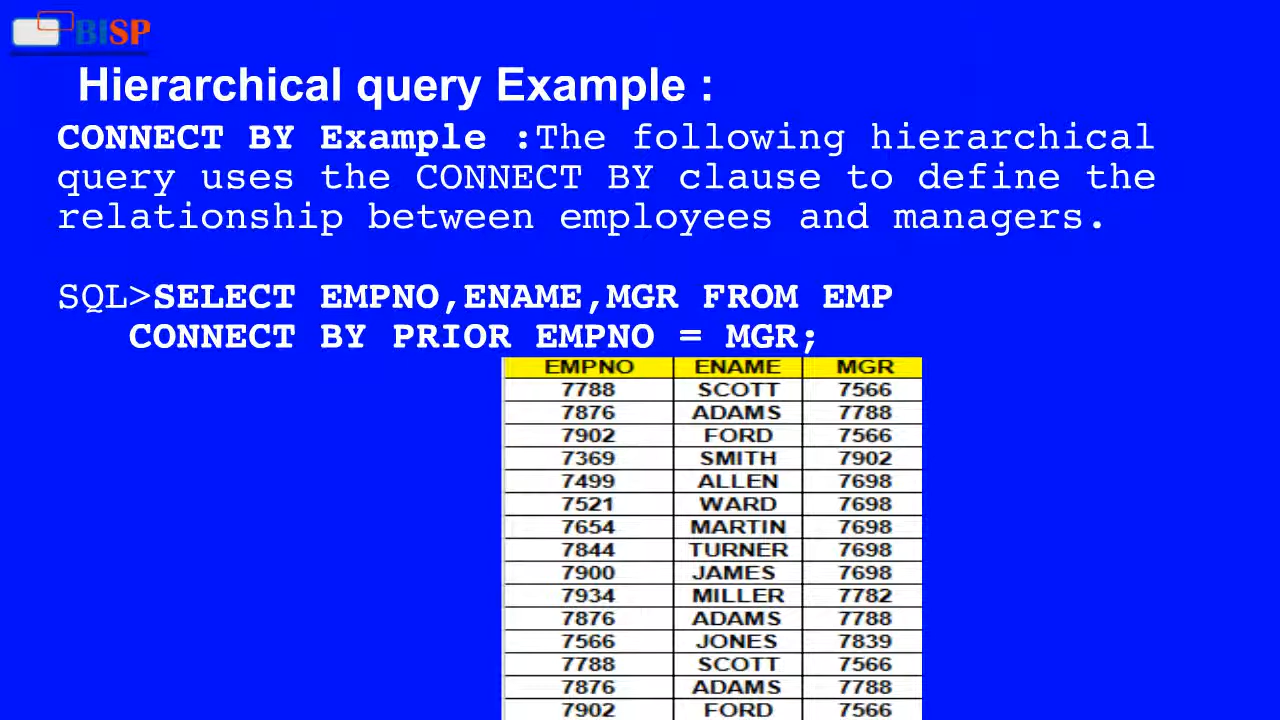 BISP
Hierarchical query Example :
CONNECT BY Example :The following hierarchical
query uses the CONNECT BY clause to define the
relationship between employees and managers.
SQL>SELECT EMPNO,ENAME,MGR FROM EMP
CONNECT BY PRIOR EMPNO = MGR;
EMPNO ENAME MGR
7788 SCOTT 7566
7876 ADAMS 7788
7902 FORD 7566
7369 SMITH 7902
7499 ALLEN 7698
7521 WARD 7698
7654 MARTIN 7698
7844 TURNER 7698
7900 JAMES 7698
7934 MILLER 7782
7876 ADAMS 7788
7566 JONES 7839
7788 SCOTT 7566
7876 ADAMS 7788
7902 FORD 7566